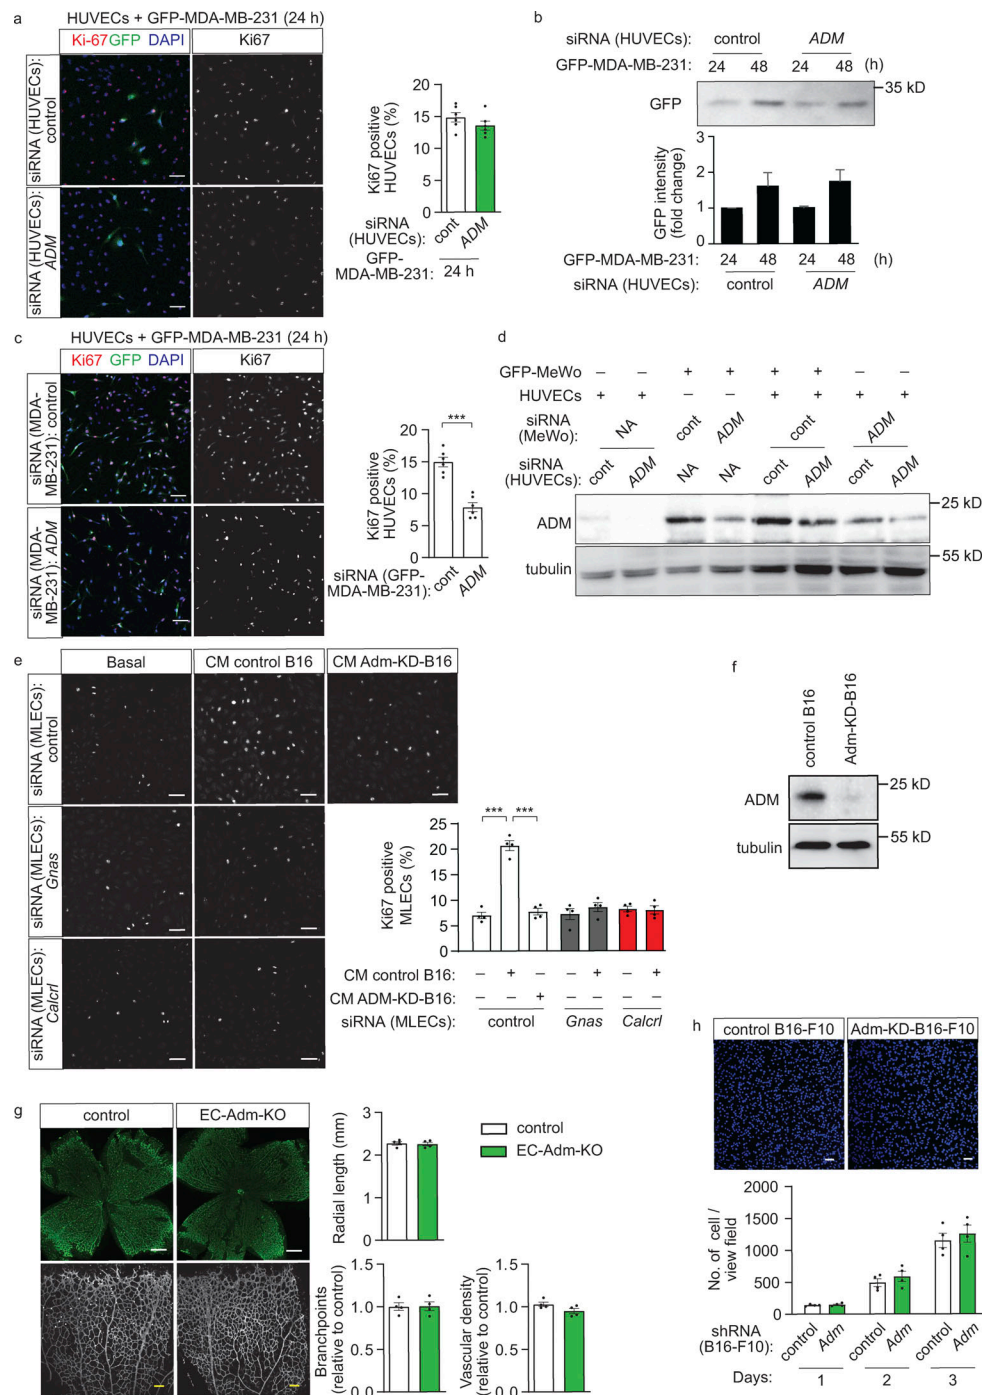 a
HUVECs + GFP-MDA-MB-231 (24 h)
Ki-67 GFP DAPI
Ki67
siRNA (HUVECs): control
siRNA (HUVECs): ADM
Ki67 positive HUVECs (%)
20
15
10
5
0
siRNA (HUVECs): cont ADM
GFP-MDA-MB-231: 24 h
b
siRNA (HUVECs): control ADM
GFP-MDA-MB-231: 24 48 24 48 (h)
35 kD
GFP
GFP intensity (fold change)
3
2
1
0
GFP-MDA-MB-231: 24 48 24 48 (h)
siRNA (HUVECs): control ADM
c
HUVECs + GFP-MDA-MB-231 (24 h)
Ki67 GFP DAPI
Ki67
siRNA (MDA-MB-231): control
siRNA (MDA-MB-231): ADM
Ki67 positive HUVECs (%)
20
15
10
5
0
***
siRNA (GFP-MDA-MB-231): cont ADM
d
GFP-MeWo – – + + + + – –
HUVECs + + – – + + + +
siRNA (MeWo): NA cont ADM cont ADM
siRNA (HUVECs): cont ADM NA NA cont ADM cont ADM
25 kD
ADM
55 kD
tubulin
e
Basal
CM control B16
CM Adm-KD-B16
siRNA (MLECs): control
siRNA (MLECs): Gnas
siRNA (MLECs): Calcrl
Ki67 positive MLECs (%)
25
20
15
10
5
0
*** ***
CM control B16: – + – + – +
CM ADM-KD-B16: – – + – – – –
siRNA (MLECs): control Gnas Calcrl
f
control B16
Adm-KD-B16
25 kD
ADM
55 kD
tubulin
g
control
EC-Adm-KO
Radial length (mm)
3
2
1
0
control
EC-Adm-KO
Branchpoints (relative to control)
1.5
1.0
0.5
0
Vascular density (relative to control)
1.5
1.0
0.5
0
h
control B16-F10
Adm-KD-B16-F10
No. of cell / view field
2000
1500
1000
500
0
shRNA (B16-F10): control Adm control Adm control Adm
Days: 1 2 3